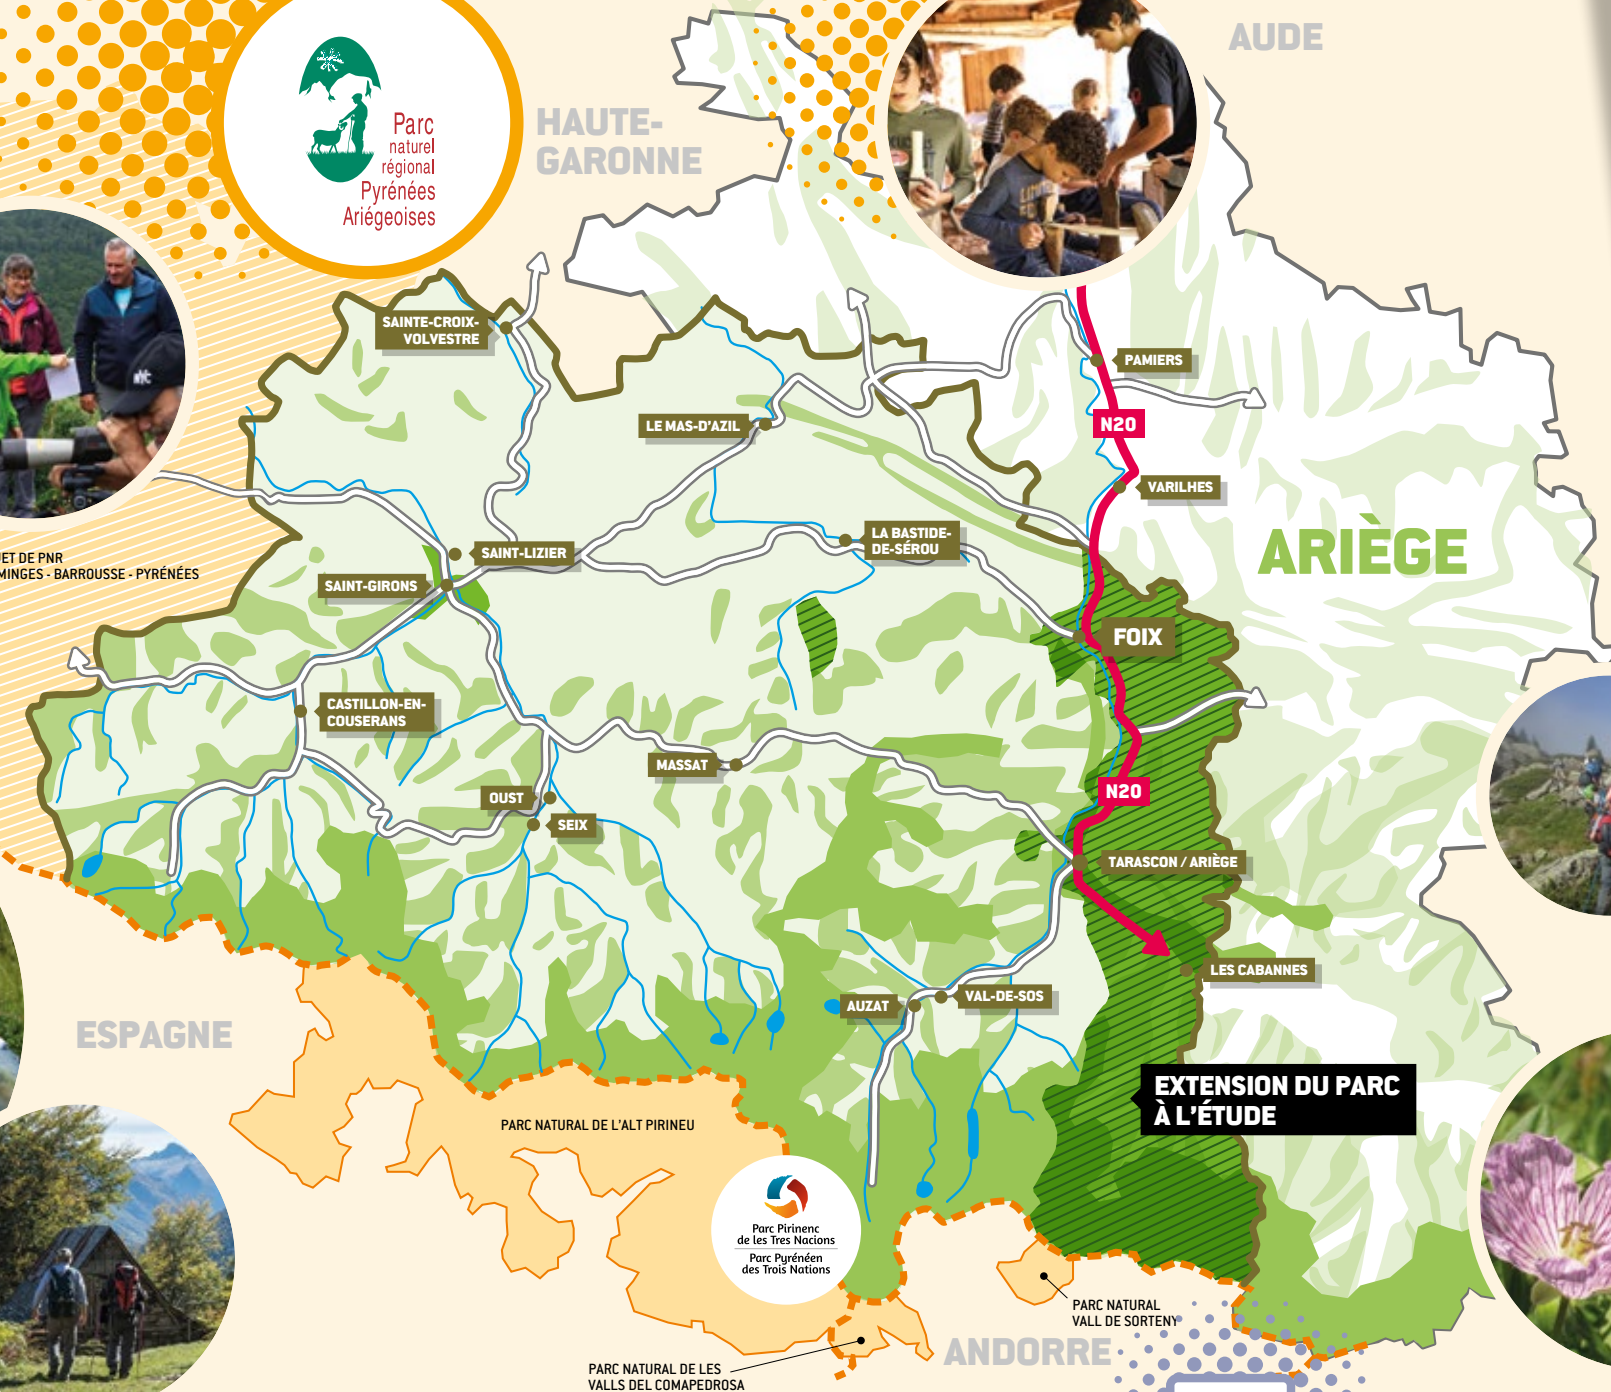 AUDE
HAUTE-
GARONNE
Parc
naturel
régional
Pyrénées
Ariégeoises
SAINTE-CROIX-
VOLVESTRE
PAMIERS
LE MAS-D'AZIL
N20
VARILHES
LA BASTIDE-
DE-SÉROU
ARIÈGE
SAINT-LIZIER
SAINT-GIRONS
DE PNR
- BARROUSSE - PYRÉNÉES
FOIX
CASTILLON-EN-
COUSERANS
MASSAT
OUST
SEIX
N20
TARASCON / ARIÈGE
LES CABANNES
VAL-DE-SOS
AUZAT
ESPAGNE
EXTENSION DU PARC
À L'ÉTUDE
PARC NATURAL DE L'ALT PIRINEU
Parc Pirinenc
de les Tres Nacions
Parc Pyrénéen
des Trois Nations
PARC NATURAL
VALL DE SORTENY
ANDORRE
PARC NATURAL DE LES
VALLS DEL COMAPEDROSA